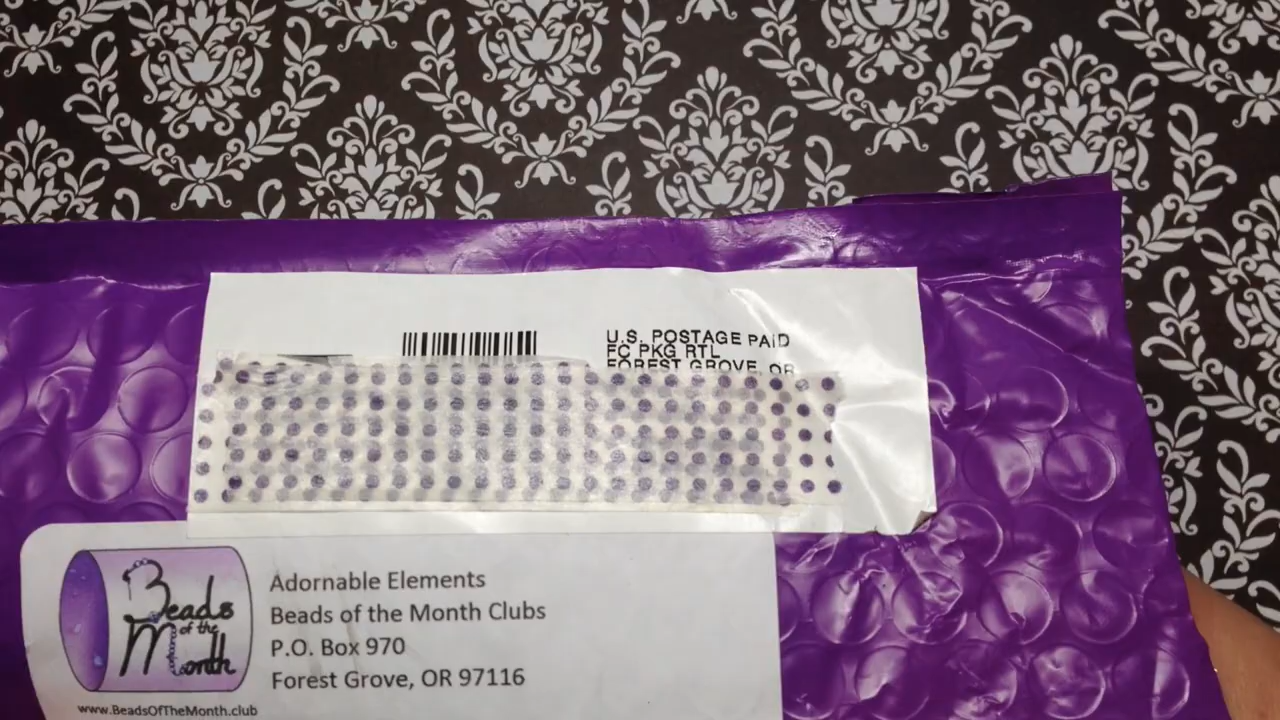 U.S. POSTAGE PAID
FC PKG RTL
FOREST GROVE, OR
Beads
of the
Month
Adornable Elements
Beads of the Month Clubs
P.O. Box 970
Forest Grove, OR 97116
www.BeadsOfTheMonth.club